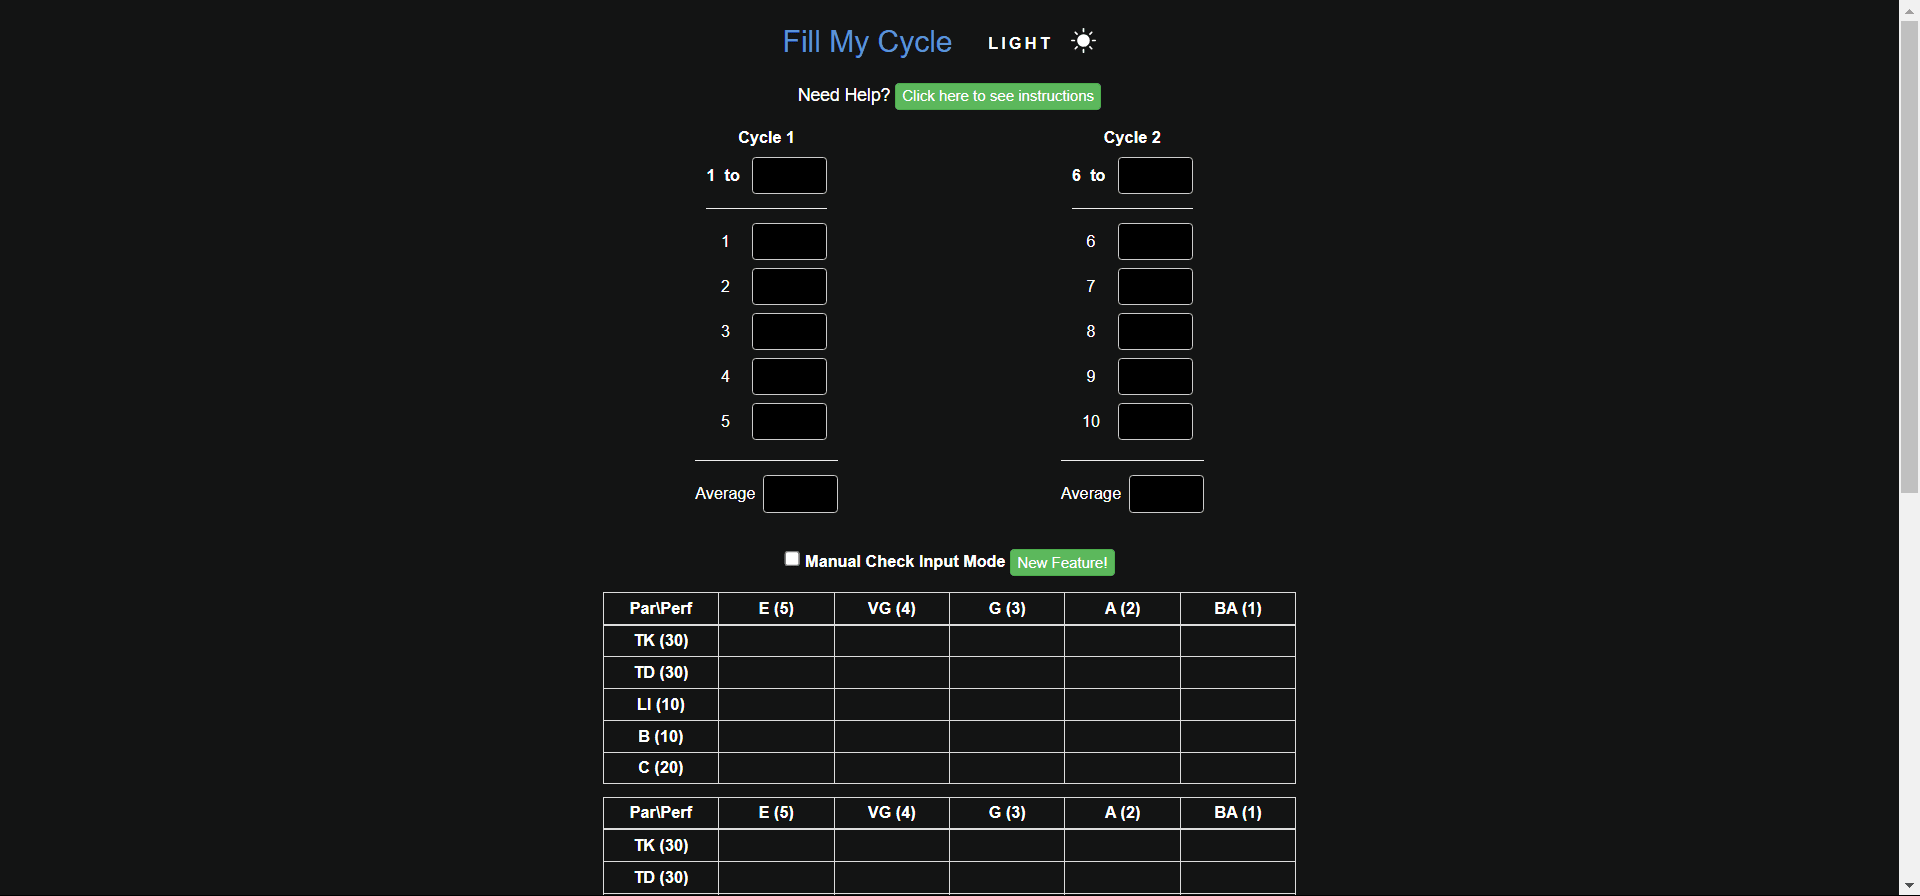 Fill My Cycle LIGHT
Need Help? Click here to see instructions
Cycle 1 Cycle 2
1 to 6 to
1 6
2 7
3 8
4 9
5 10
Average Average
Manual Check Input Mode New Feature!
Par\Perf E (5) VG (4) G (3) A (2) BA (1)
TK (30)
TD (30)
LI (10)
B (10)
C (20)
Par\Perf E (5) VG (4) G (3) A (2) BA (1)
TK (30)
TD (30)